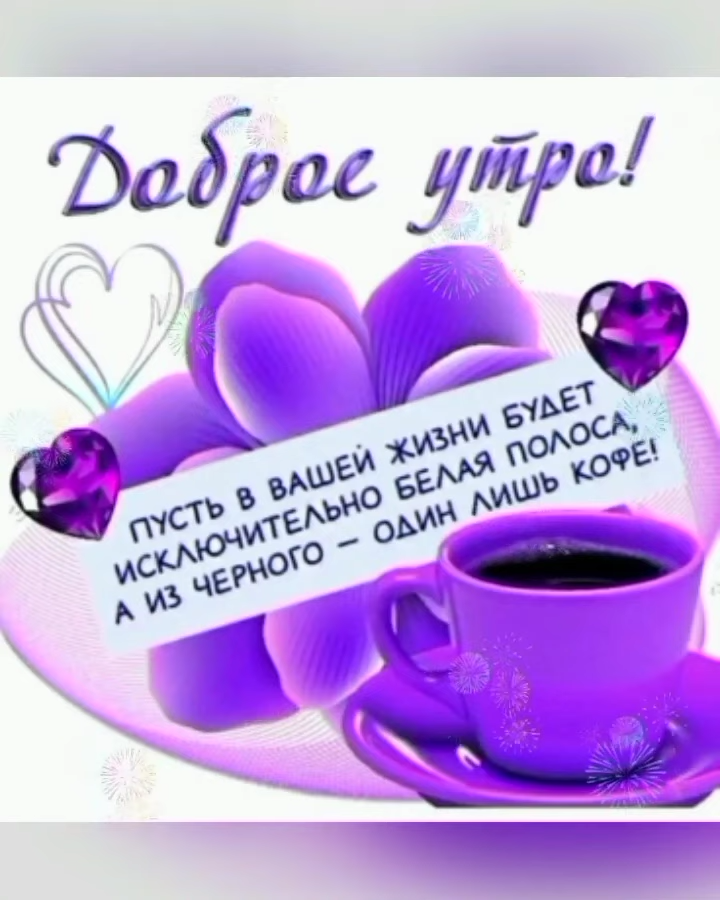 Доброе утро!
ПУСТЬ В ВАШЕЙ ЖИЗНИ БУДЕТ
ИСКЛЮЧИТЕЛЬНО БЕЛАЯ ПОЛОСА,
А ИЗ ЧЕРНОГО – ОДИН ЛИШЬ КОФЕ!